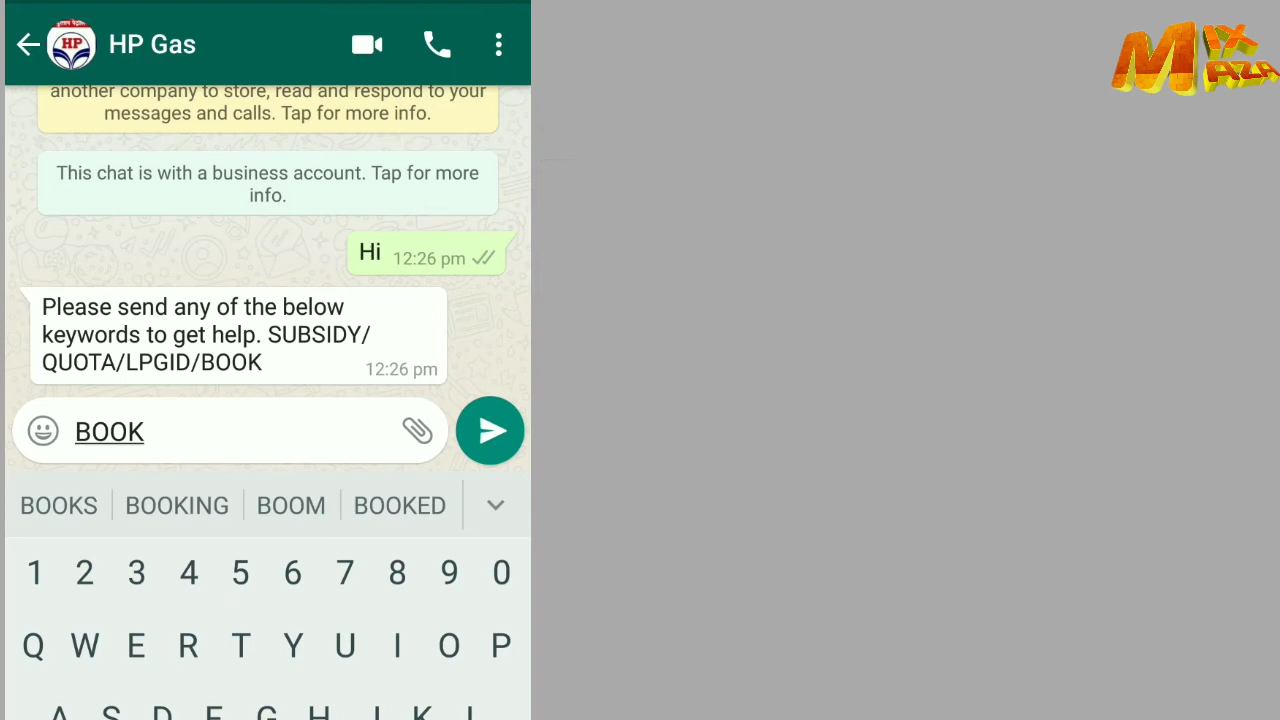 HP Gas
HP
MIX
MAZA
another company to store, read and respond to your
messages and calls. Tap for more info.
This chat is with a business account. Tap for more
info.
Hi 12:26 pm
Please send any of the below
keywords to get help. SUBSIDY/
QUOTA/LPGID/BOOK 12:26 pm
BOOK
BOOKS BOOKING BOOM BOOKED
1 2 3 4 5 6 7 8 9 0
Q W E R T Y U I O P
A S D F G H J K L